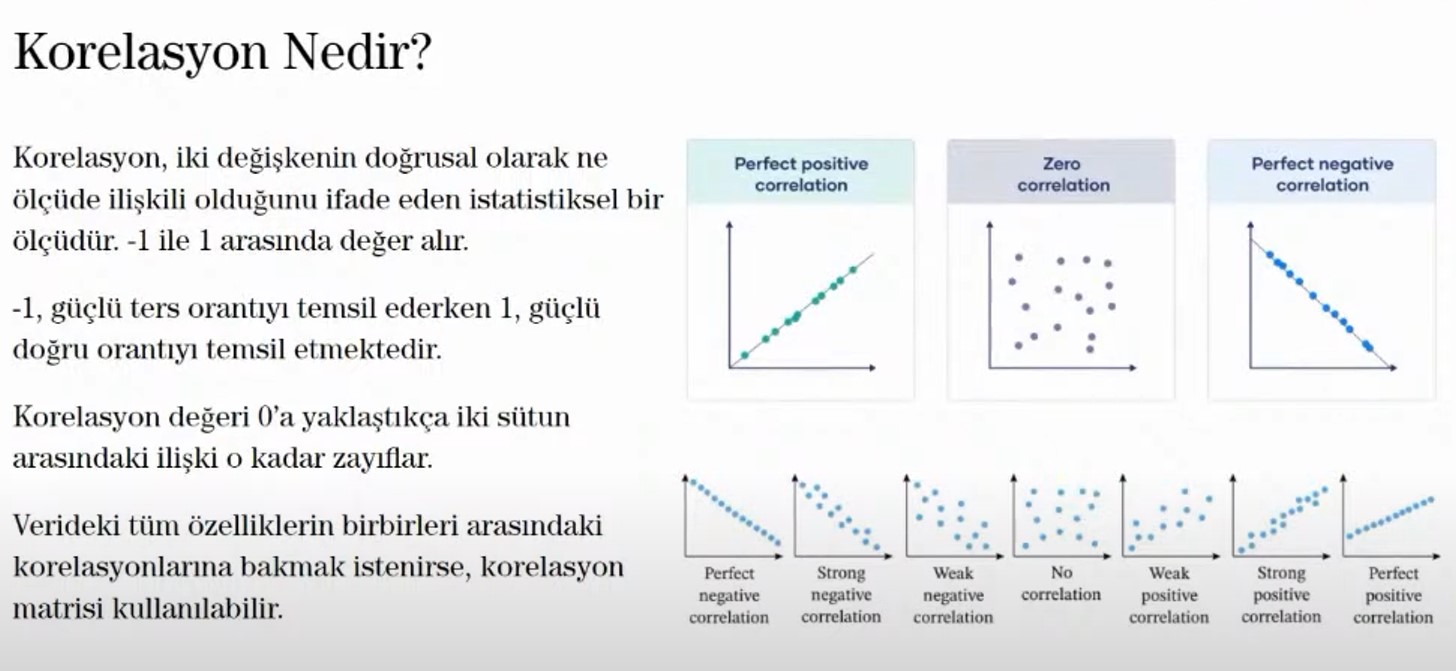 Korelasyon Nedir?
Korelasyon, iki değişkenin doğrusal olarak ne
ölçüde ilişkili olduğunu ifade eden istatistiksel bir
ölçüdür. -1 ile 1 arasında değer alır.
-1, güçlü ters orantıyı temsil ederken 1, güçlü
doğru orantıyı temsil etmektedir.
Korelasyon değeri 0'a yaklaştıkça iki sütun
arasındaki ilişki o kadar zayıflar.
Verideki tüm özelliklerin birbirleri arasındaki
korelasyonlarına bakmak istenirse, korelasyon
matrisi kullanılabilir.
Perfect positive
correlation
Zero
correlation
Perfect negative
correlation
Perfect
negative
correlation
Strong
negative
correlation
Weak
negative
correlation
No
correlation
Weak
positive
correlation
Strong
positive
correlation
Perfect
positive
correlation